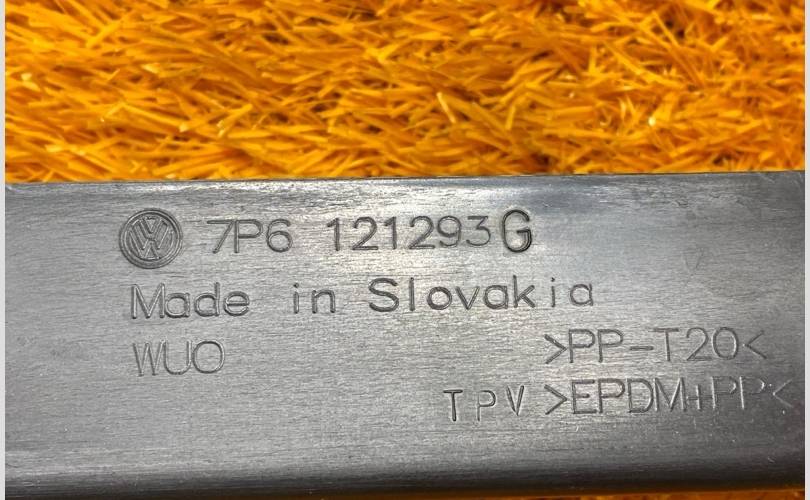 7P6 121293G
Made in Slovakia
WUO >PP-T20<
TPV >EPDM+PP<